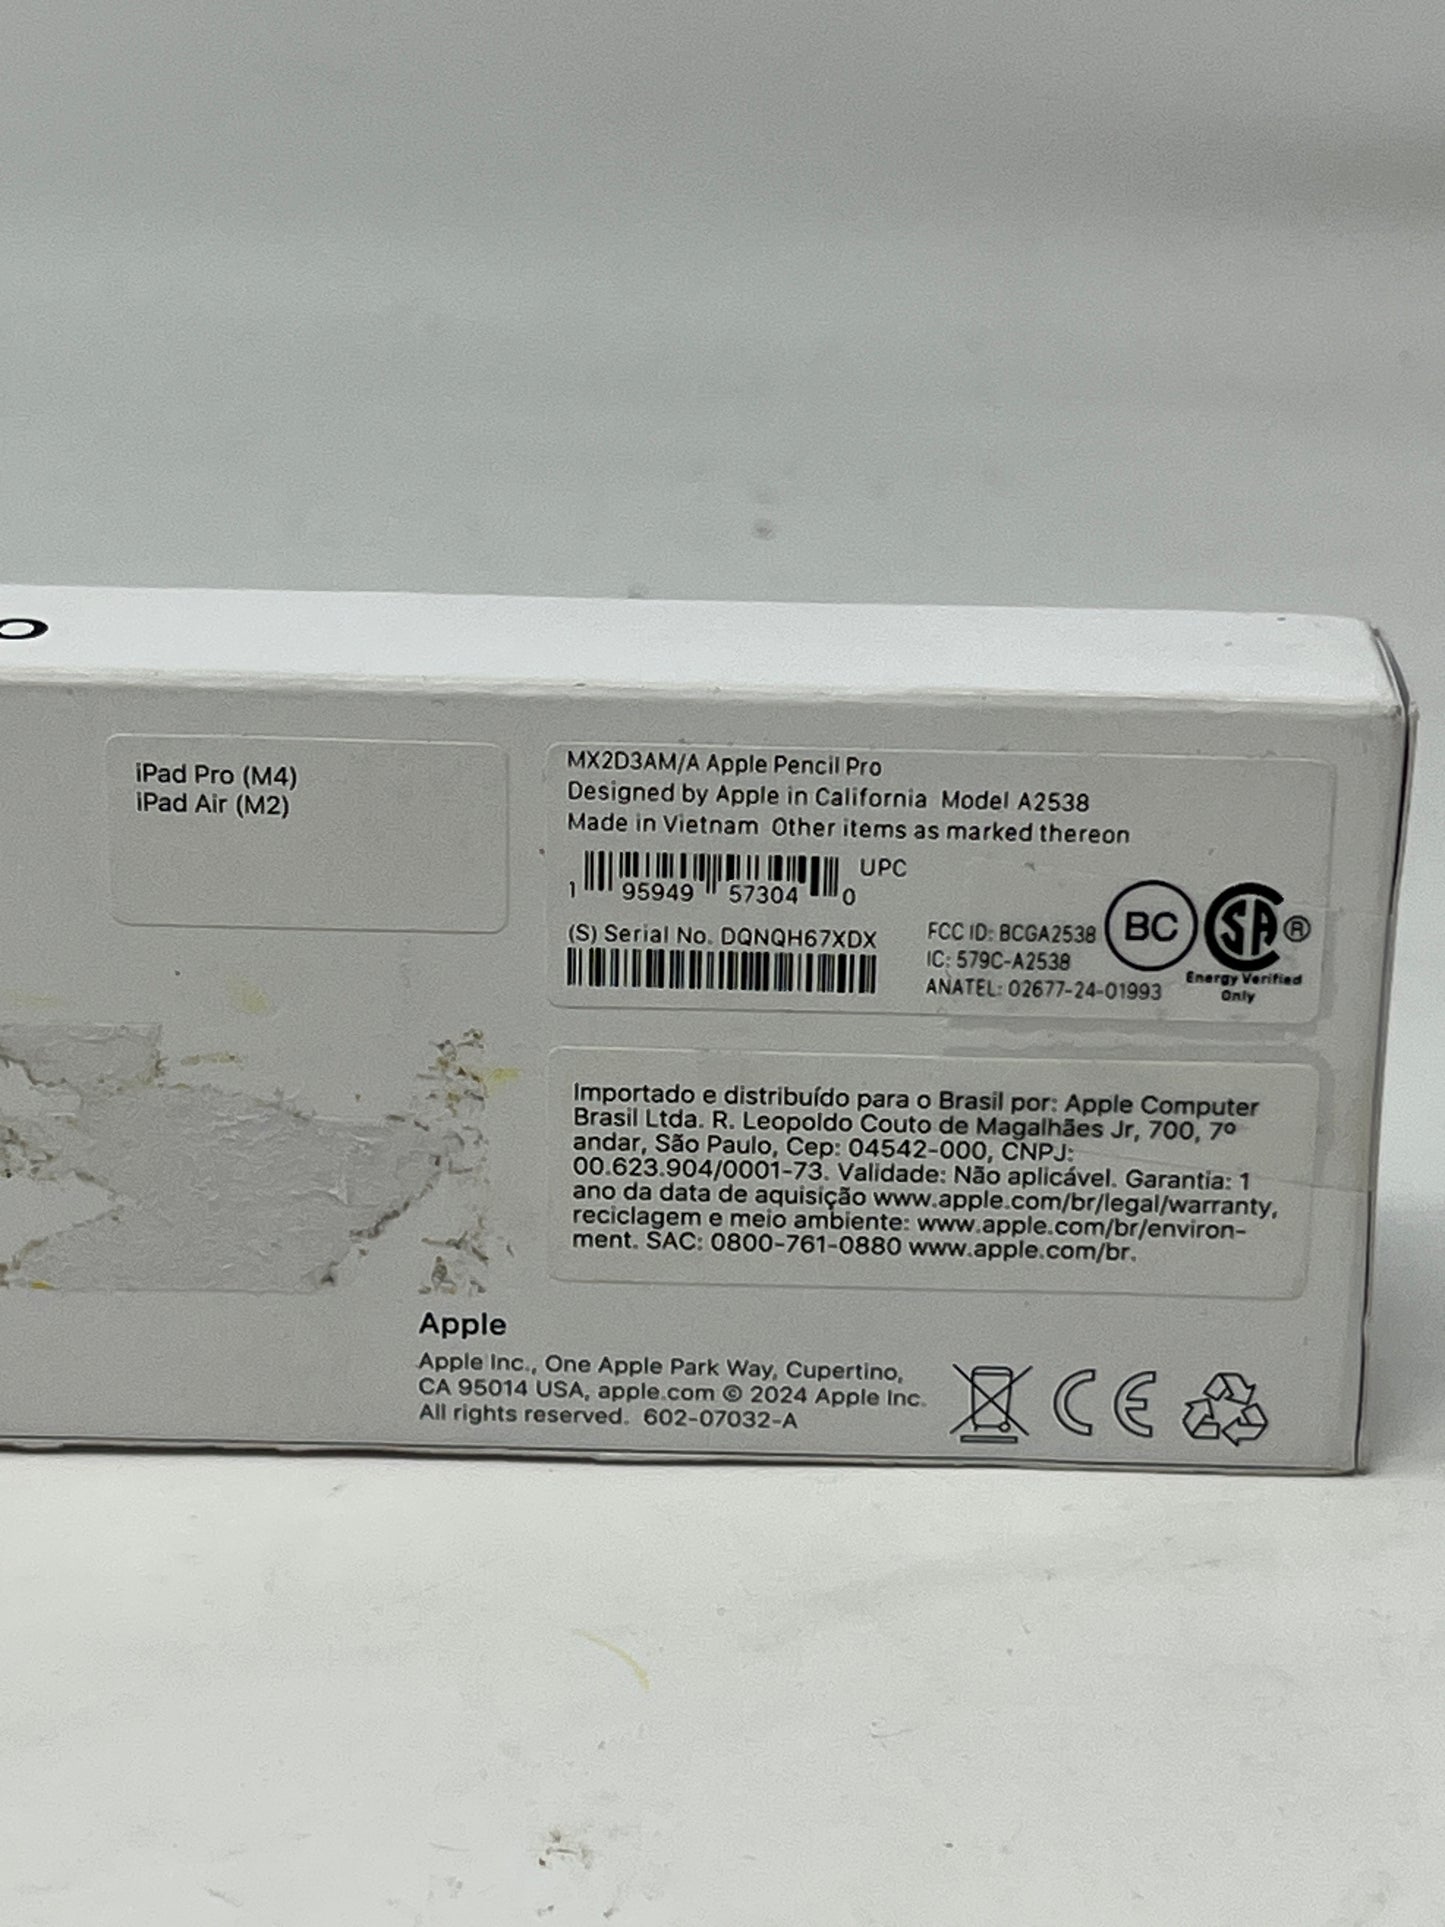 o
iPad Pro (M4)
iPad Air (M2)
MX2D3AM/A Apple Pencil Pro
Designed by Apple in California Model A2538
Made in Vietnam Other items as marked thereon
UPC
1 95949 57304 0
(S) Serial No. DQNQH67XDX
FCC ID: BCGA2538
IC: 579C-A2538
ANATEL: 02677-24-01993
BC
SA ®
Energy Verified
Only
Importado e distribuído para o Brasil por: Apple Computer
Brasil Ltda. R. Leopoldo Couto de Magalhães Jr, 700, 7º
andar, São Paulo, Cep: 04542-000, CNPJ:
00.623.904/0001-73. Validade: Não aplicável. Garantia: 1
ano da data de aquisição www.apple.com/br/legal/warranty,
reciclagem e meio ambiente: www.apple.com/br/environ-
ment. SAC: 0800-761-0880 www.apple.com/br.
Apple
Apple Inc., One Apple Park Way, Cupertino,
CA 95014 USA, apple.com © 2024 Apple Inc.
All rights reserved. 602-07032-A
CE